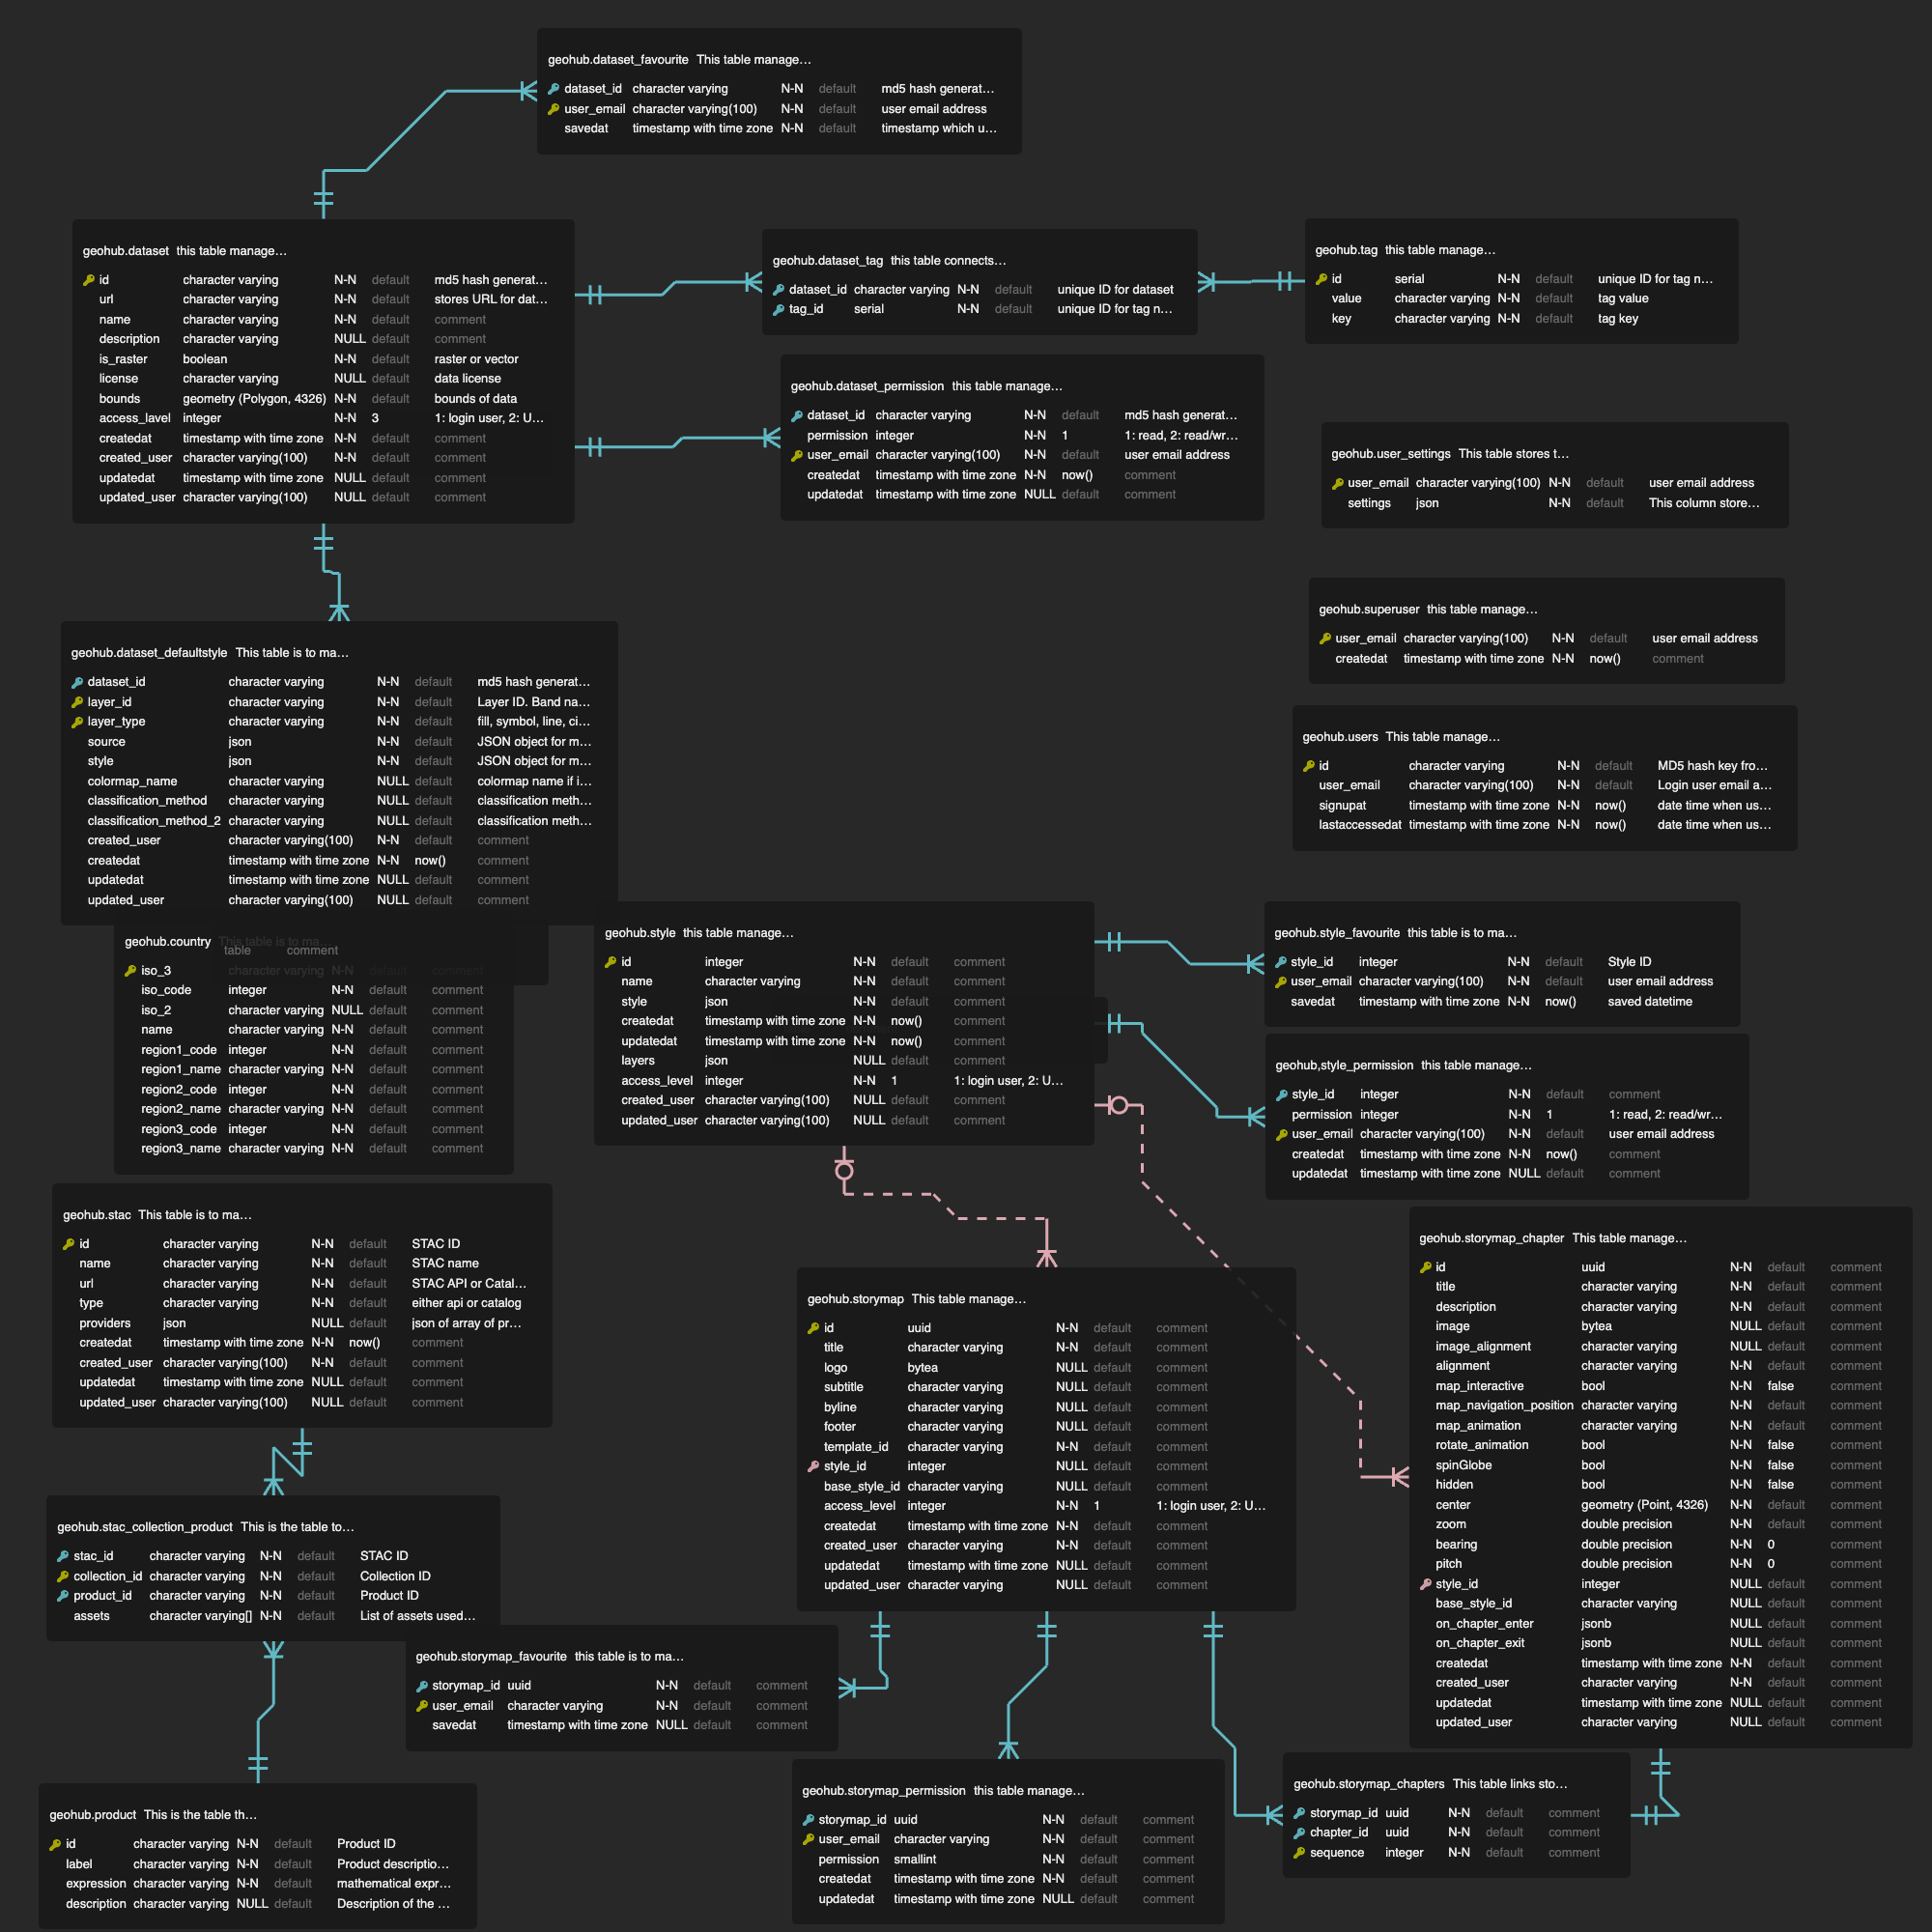 geohub.dataset_favourite This table manage…
dataset_id character varying N-N default md5 hash generat…
user_email character varying(100) N-N default user email address
savedat timestamp with time zone N-N default timestamp which u…
geohub.dataset this table manage…
id character varying N-N default md5 hash generat…
url character varying N-N default stores URL for dat…
name character varying N-N default comment
description character varying NULL default comment
is_raster boolean N-N default raster or vector
license character varying NULL default data license
bounds geometry (Polygon, 4326) N-N default bounds of data
access_lavel integer N-N 3 1: login user, 2: U…
createdat timestamp with time zone N-N default comment
created_user character varying(100) N-N default comment
updatedat timestamp with time zone NULL default comment
updated_user character varying(100) NULL default comment
geohub.dataset_tag this table connects…
dataset_id character varying N-N default unique ID for dataset
tag_id serial N-N default unique ID for tag n…
geohub.tag this table manage…
id serial N-N default unique ID for tag n…
value character varying N-N default tag value
key character varying N-N default tag key
geohub.dataset_permission this table manage…
dataset_id character varying N-N default md5 hash generat…
permission integer N-N 1 1: read, 2: read/wr…
user_email character varying(100) N-N default user email address
createdat timestamp with time zone N-N now() comment
updatedat timestamp with time zone NULL default comment
geohub.user_settings This table stores t…
user_email character varying(100) N-N default user email address
settings json N-N default This column store…
geohub.superuser this table manage…
user_email character varying(100) N-N default user email address
createdat timestamp with time zone N-N now() comment
geohub.users This table manage…
id character varying N-N default MD5 hash key fro…
user_email character varying(100) N-N default Login user email a…
signupat timestamp with time zone N-N now() date time when us…
lastaccessedat timestamp with time zone N-N now() date time when us…
geohub.dataset_defaultstyle This table is to ma…
dataset_id character varying N-N default md5 hash generat…
layer_id character varying N-N default Layer ID. Band na…
layer_type character varying N-N default fill, symbol, line, ci…
source json N-N default JSON object for m…
style json N-N default JSON object for m…
colormap_name character varying NULL default colormap name if i…
classification_method character varying NULL default classification meth…
classification_method_2 character varying NULL default classification meth…
created_user character varying(100) N-N default comment
createdat timestamp with time zone N-N now() comment
updatedat timestamp with time zone NULL default comment
updated_user character varying(100) NULL default comment
geohub.country This table is to ma…
table comment
iso_3 character varying N-N default comment
iso_code integer N-N default comment
iso_2 character varying NULL default comment
name character varying N-N default comment
region1_code integer N-N default comment
region1_name character varying N-N default comment
region2_code integer N-N default comment
region2_name character varying N-N default comment
region3_code integer N-N default comment
region3_name character varying N-N default comment
geohub.style this table manage…
id integer N-N default comment
name character varying N-N default comment
style json N-N default comment
createdat timestamp with time zone N-N now() comment
updatedat timestamp with time zone N-N now() comment
layers json NULL default comment
access_level integer N-N 1 1: login user, 2: U…
created_user character varying(100) NULL default comment
updated_user character varying(100) NULL default comment
geohub.style_favourite this table is to ma…
style_id integer N-N default Style ID
user_email character varying(100) N-N default user email address
savedat timestamp with time zone N-N now() saved datetime
geohub,style_permission this table manage…
style_id integer N-N default comment
permission integer N-N 1 1: read, 2: read/wr…
user_email character varying(100) N-N default user email address
createdat timestamp with time zone N-N now() comment
updatedat timestamp with time zone NULL default comment
geohub.stac This table is to ma…
id character varying N-N default STAC ID
name character varying N-N default STAC name
url character varying N-N default STAC API or Catal…
type character varying N-N default either api or catalog
providers json NULL default json of array of pr…
createdat timestamp with time zone N-N now() comment
created_user character varying(100) N-N default comment
updatedat timestamp with time zone NULL default comment
updated_user character varying(100) NULL default comment
geohub.storymap This table manage…
id uuid N-N default comment
title character varying N-N default comment
logo bytea NULL default comment
subtitle character varying NULL default comment
byline character varying NULL default comment
footer character varying NULL default comment
template_id character varying N-N default comment
style_id integer NULL default comment
base_style_id character varying NULL default comment
access_level integer N-N 1 1: login user, 2: U…
createdat timestamp with time zone N-N default comment
created_user character varying N-N default comment
updatedat timestamp with time zone NULL default comment
updated_user character varying NULL default comment
geohub.storymap_chapter This table manage…
id uuid N-N default comment
title character varying N-N default comment
description character varying N-N default comment
image bytea NULL default comment
image_alignment character varying NULL default comment
alignment character varying N-N default comment
map_interactive bool N-N false comment
map_navigation_position character varying N-N default comment
map_animation character varying N-N default comment
rotate_animation bool N-N false comment
spinGlobe bool N-N false comment
hidden bool N-N false comment
center geometry (Point, 4326) N-N default comment
zoom double precision N-N default comment
bearing double precision N-N 0 comment
pitch double precision N-N 0 comment
style_id integer NULL default comment
base_style_id character varying NULL default comment
on_chapter_enter jsonb NULL default comment
on_chapter_exit jsonb NULL default comment
createdat timestamp with time zone N-N default comment
created_user character varying N-N default comment
updatedat timestamp with time zone NULL default comment
updated_user character varying NULL default comment
geohub.stac_collection_product This is the table to…
stac_id character varying N-N default STAC ID
collection_id character varying N-N default Collection ID
product_id character varying N-N default Product ID
assets character varying[] N-N default List of assets used…
geohub.storymap_favourite this table is to ma…
storymap_id uuid N-N default comment
user_email character varying N-N default comment
savedat timestamp with time zone NULL default comment
geohub.product This is the table th…
id character varying N-N default Product ID
label character varying N-N default Product descriptio…
expression character varying N-N default mathematical expr…
description character varying NULL default Description of the …
geohub.storymap_permission this table manage…
storymap_id uuid N-N default comment
user_email character varying N-N default comment
permission smallint N-N default comment
createdat timestamp with time zone N-N default comment
updatedat timestamp with time zone NULL default comment
geohub.storymap_chapters This table links sto…
storymap_id uuid N-N default comment
chapter_id uuid N-N default comment
sequence integer N-N default comment